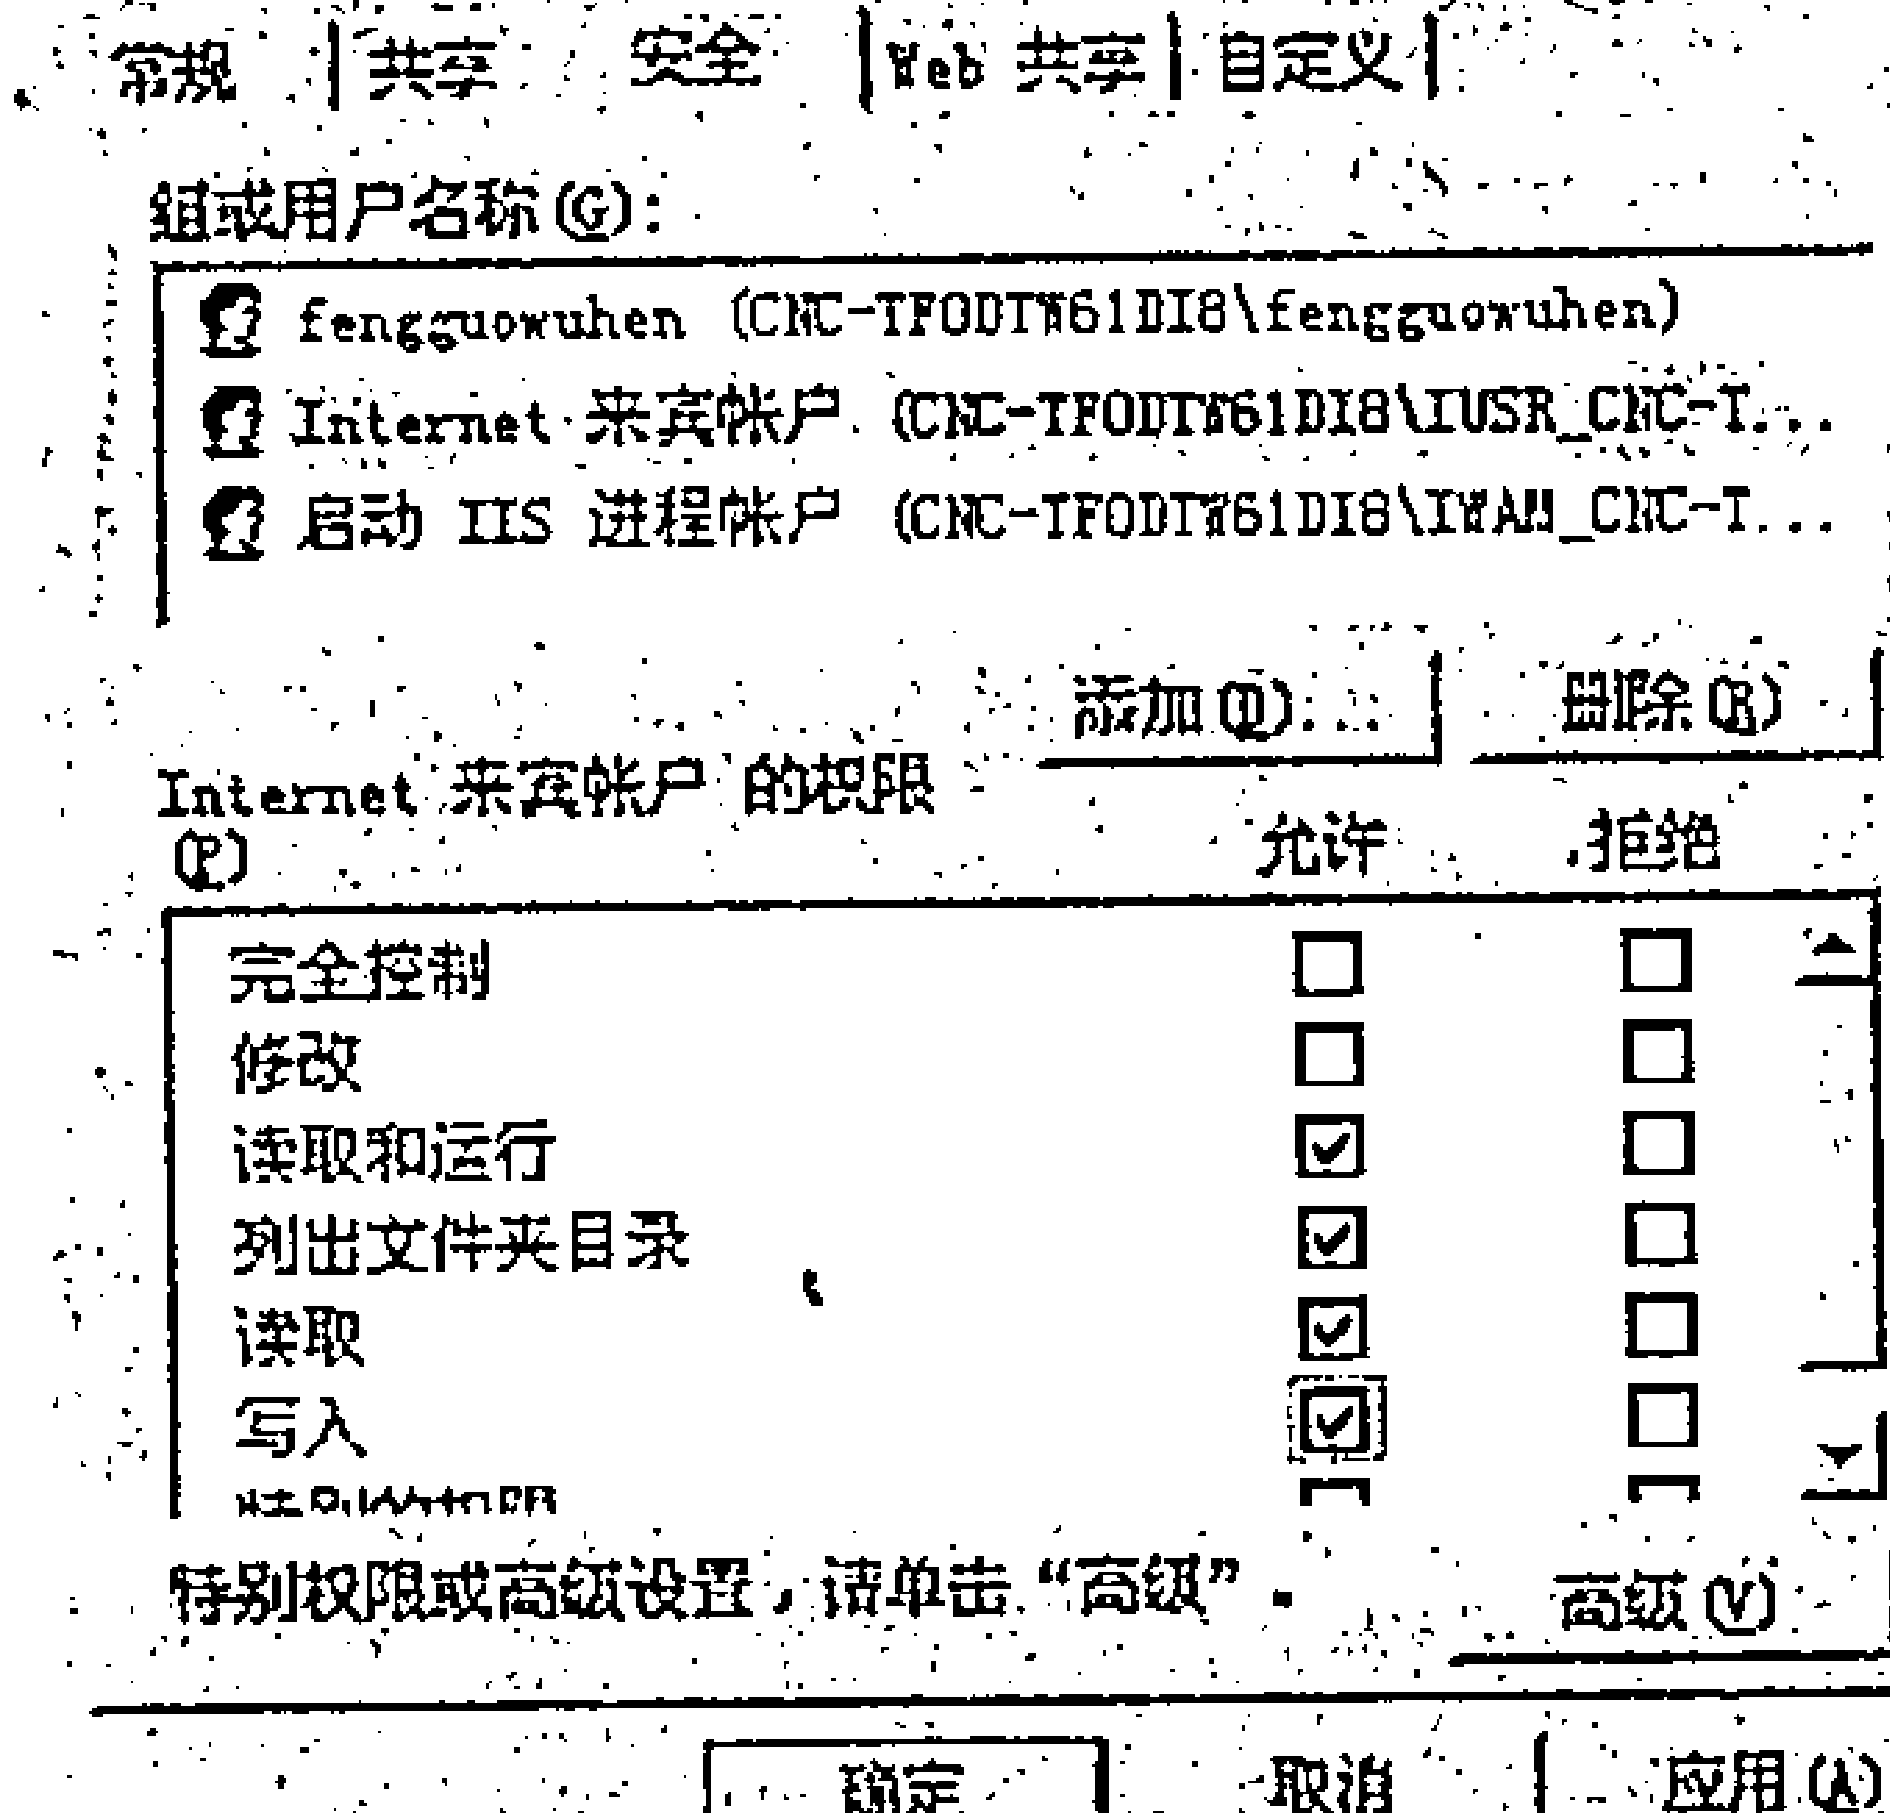 常规 共享 安全 Web 共享 自定义
组或用户名称(G):
fengguowuhen (CNC-TFODTW61DI8\fengguowuhen)
Internet 来宾帐户 (CNC-TFODTW61DI8\IUSR_CNC-T...
启动 IIS 进程帐户 (CNC-TFODTW61DI8\IWAM_CNC-T...
添加(D)... 删除(R)
Internet 来宾帐户 的权限
(P)
允许 拒绝
完全控制
修改
读取和运行
列出文件夹目录
读取
写入
特别权限或高级设置，请单击“高级”。
高级(V)
确定 取消 应用(A)